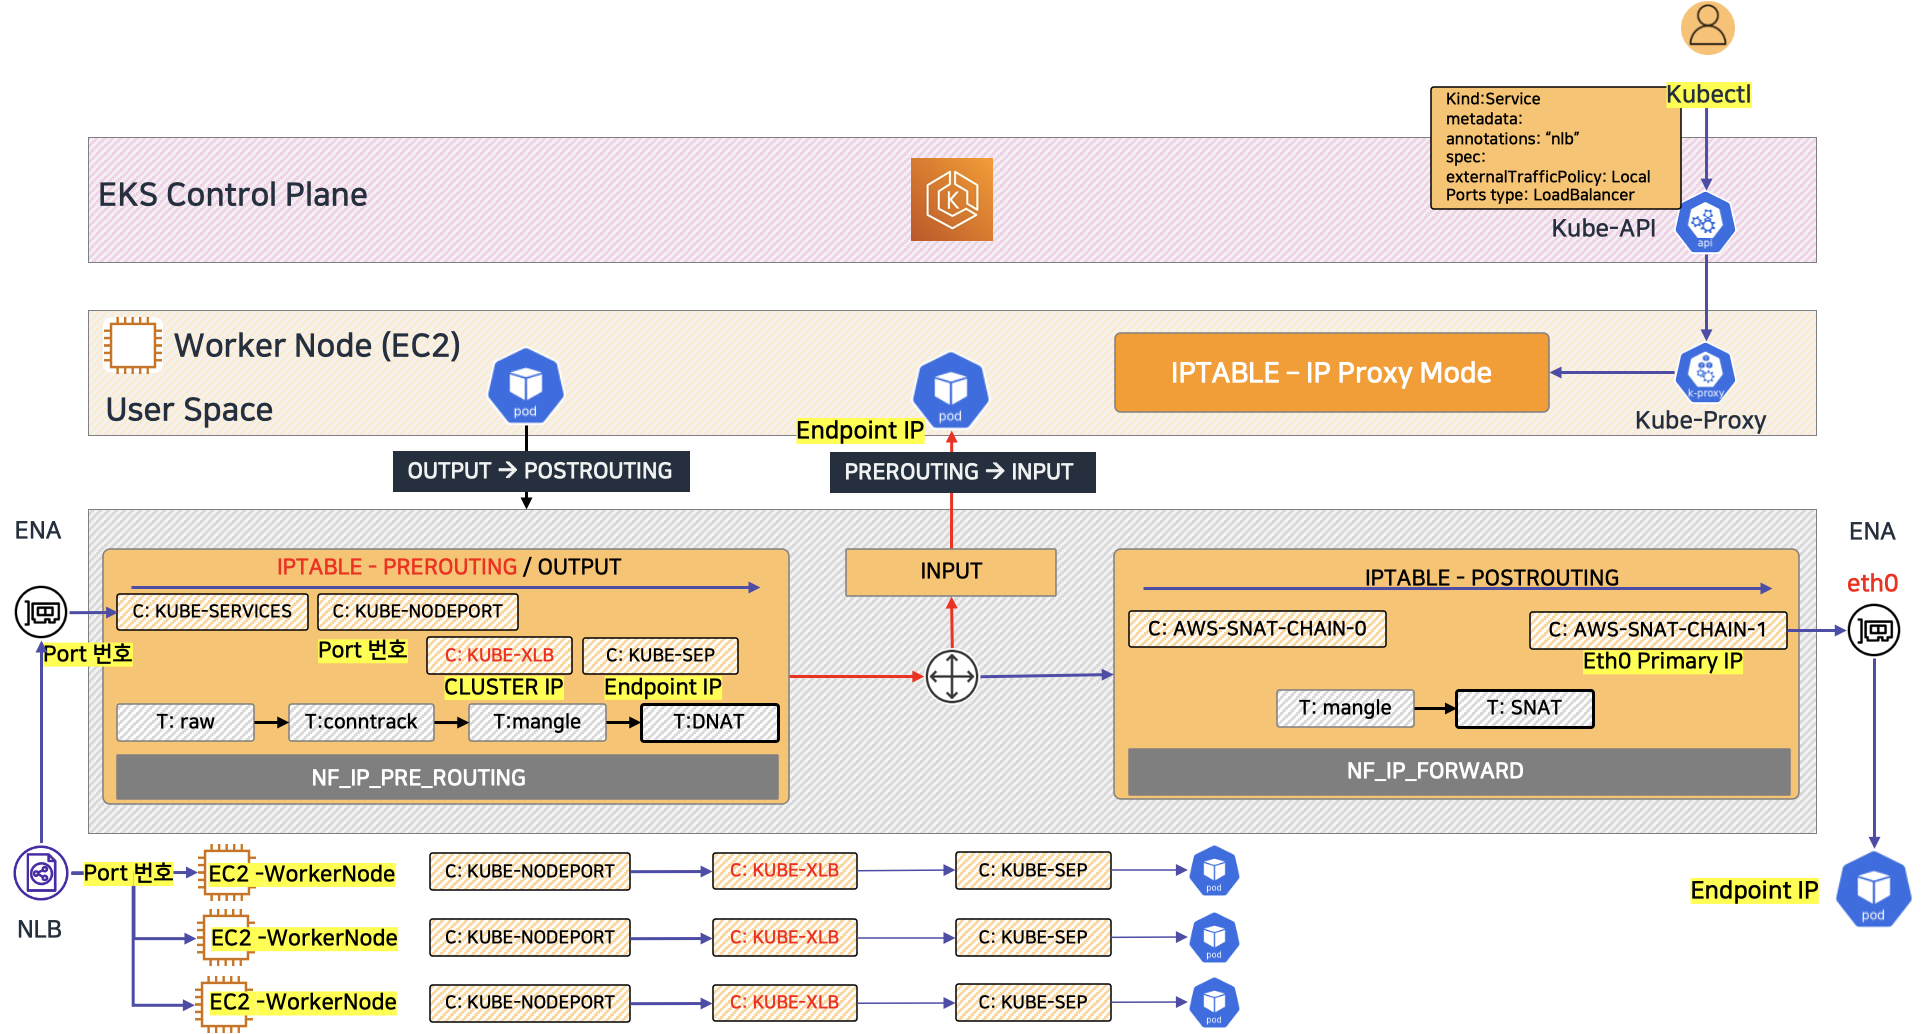 Kubectl
Kind:Service
metadata:
annotations: “nlb”
spec:
externalTrafficPolicy: Local
Ports type: LoadBalancer
EKS Control Plane
K
Kube-API
api
Worker Node (EC2)
User Space
pod
pod
Endpoint IP
IPTABLE – IP Proxy Mode
k-proxy
Kube-Proxy
OUTPUT → POSTROUTING
PREROUTING → INPUT
ENA
IPTABLE - PREROUTING / OUTPUT
C: KUBE-SERVICES
C: KUBE-NODEPORT
Port 번호
Port 번호
C: KUBE-XLB
C: KUBE-SEP
CLUSTER IP
Endpoint IP
T: raw
T:conntrack
T:mangle
T:DNAT
NF_IP_PRE_ROUTING
INPUT
IPTABLE - POSTROUTING
C: AWS-SNAT-CHAIN-0
C: AWS-SNAT-CHAIN-1
Eth0 Primary IP
T: mangle
T: SNAT
NF_IP_FORWARD
ENA
eth0
Endpoint IP
pod
NLB
Port 번호
EC2 -WorkerNode
C: KUBE-NODEPORT
C: KUBE-XLB
C: KUBE-SEP
pod
EC2 -WorkerNode
C: KUBE-NODEPORT
C: KUBE-XLB
C: KUBE-SEP
pod
EC2 -WorkerNode
C: KUBE-NODEPORT
C: KUBE-XLB
C: KUBE-SEP
pod